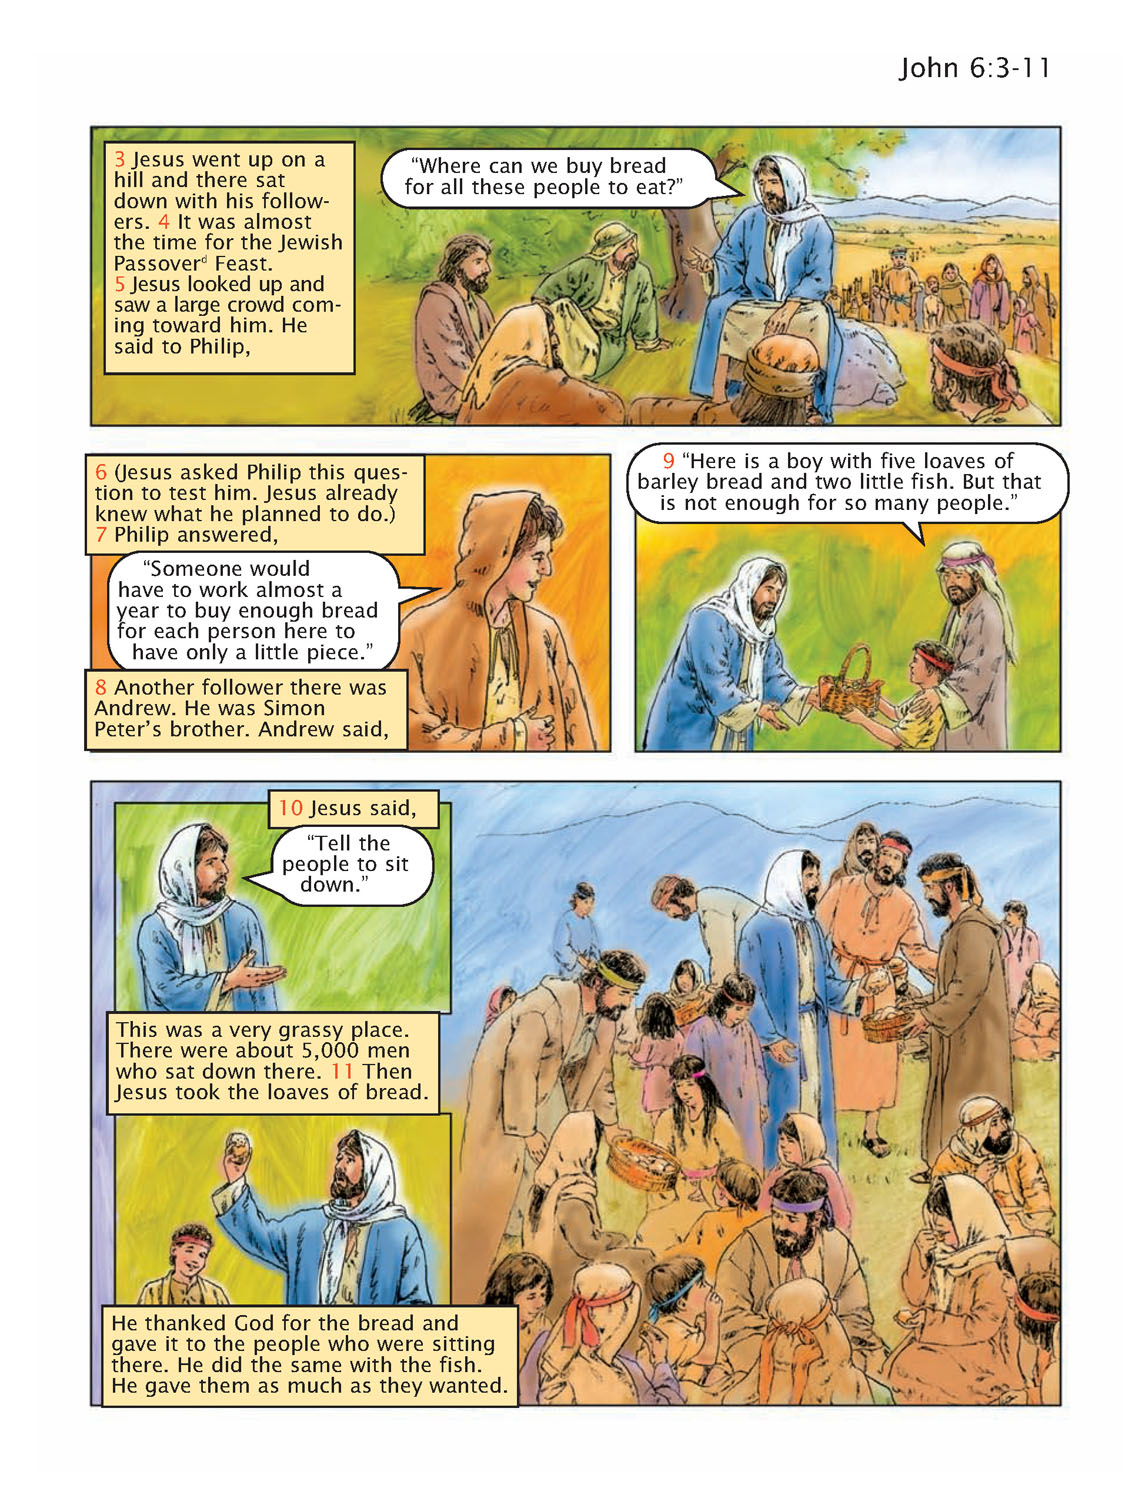 John 6:3-11
3 Jesus went up on a
hill and there sat
down with his follow-
ers. 4 It was almost
the time for the Jewish
Passoverᵈ Feast.
5 Jesus looked up and
saw a large crowd com-
ing toward him. He
said to Philip,
“Where can we buy bread
for all these people to eat?”
6 (Jesus asked Philip this ques-
tion to test him. Jesus already
knew what he planned to do.)
7 Philip answered,
“Someone would
have to work almost a
year to buy enough bread
for each person here to
have only a little piece.”
8 Another follower there was
Andrew. He was Simon
Peter’s brother. Andrew said,
9 “Here is a boy with five loaves of
barley bread and two little fish. But that
is not enough for so many people.”
10 Jesus said,
“Tell the
people to sit
down.”
This was a very grassy place.
There were about 5,000 men
who sat down there. 11 Then
Jesus took the loaves of bread.
He thanked God for the bread and
gave it to the people who were sitting
there. He did the same with the fish.
He gave them as much as they wanted.